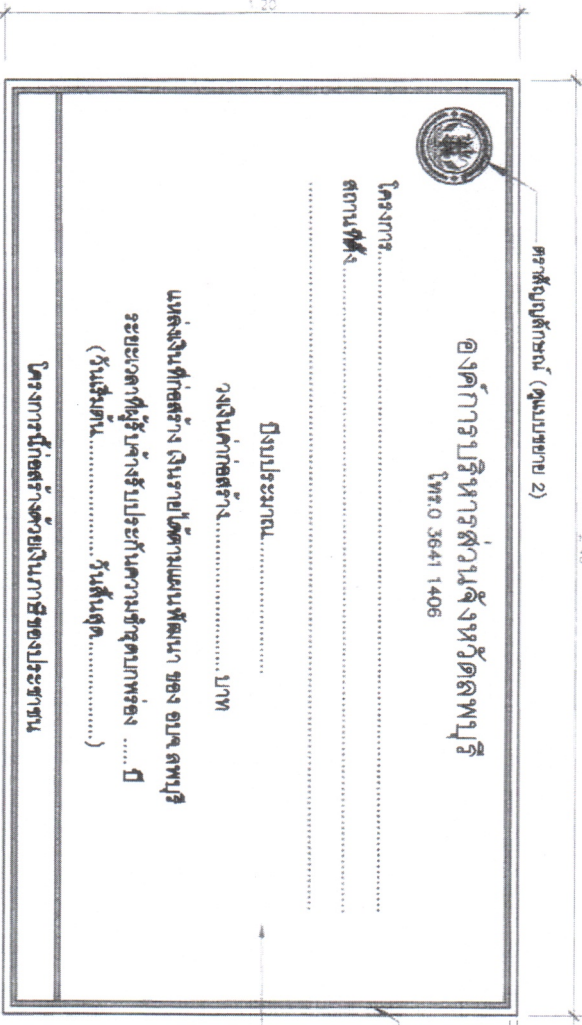 ตราสัญญลักษณ์ (ดูแบบขยาย 2)
1.20
องค์การบริหารส่วนจังหวัดลพบุรี
โทร.0 3641 1406
โครงการ......................................................
สถานที่ตั้ง......................................................
......................................................
ปีงบประมาณ....................
วงเงินค่าก่อสร้าง....................บาท
แหล่งเงินที่ก่อสร้าง เงินรายได้ตามแผนพัฒนา ของ อบจ.ลพบุรี
ระยะเวลาที่ผู้รับจ้างรับประกันความชำรุดบกพร่อง ..... ปี
(วันเริ่มต้น.................... วันสิ้นสุด....................)
โครงการนี้ก่อสร้างด้วยเงินภาษีของประชาชน